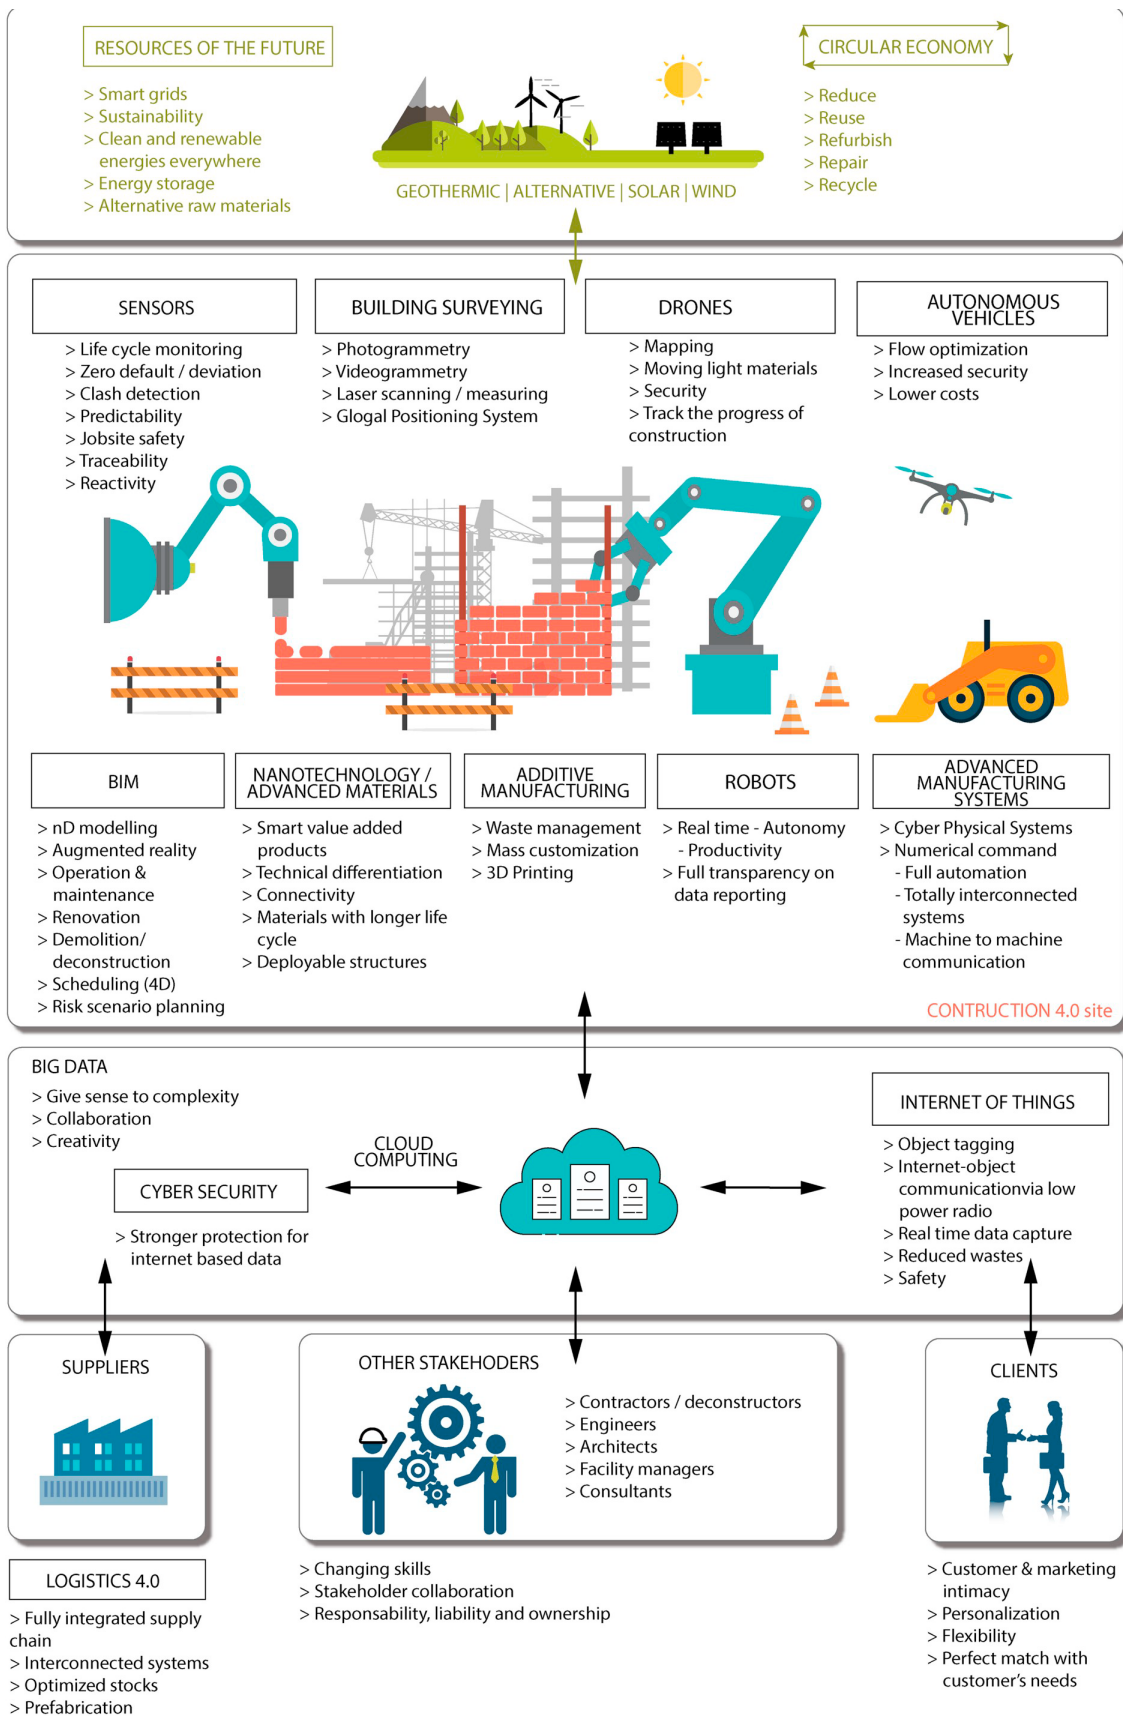 RESOURCES OF THE FUTURE
> Smart grids
> Sustainability
> Clean and renewable
energies everywhere
> Energy storage
> Alternative raw materials
GEOTHERMIC | ALTERNATIVE | SOLAR | WIND
CIRCULAR ECONOMY
> Reduce
> Reuse
> Refurbish
> Repair
> Recycle
SENSORS
> Life cycle monitoring
> Zero default / deviation
> Clash detection
> Predictability
> Jobsite safety
> Traceability
> Reactivity
BUILDING SURVEYING
> Photogrammetry
> Videogrammetry
> Laser scanning / measuring
> Glogal Positioning System
DRONES
> Mapping
> Moving light materials
> Security
> Track the progress of
construction
AUTONOMOUS
VEHICLES
> Flow optimization
> Increased security
> Lower costs
BIM
> nD modelling
> Augmented reality
> Operation &
maintenance
> Renovation
> Demolition/
deconstruction
> Scheduling (4D)
> Risk scenario planning
NANOTECHNOLOGY /
ADVANCED MATERIALS
> Smart value added
products
> Technical differentiation
> Connectivity
> Materials with longer life
cycle
> Deployable structures
ADDITIVE
MANUFACTURING
> Waste management
> Mass customization
> 3D Printing
ROBOTS
> Real time - Autonomy
- Productivity
> Full transparency on
data reporting
ADVANCED
MANUFACTURING
SYSTEMS
> Cyber Physical Systems
> Numerical command
- Full automation
- Totally interconnected
systems
- Machine to machine
communication
CONTRUCTION 4.0 site
BIG DATA
> Give sense to complexity
> Collaboration
> Creativity
CYBER SECURITY
> Stronger protection for
internet based data
CLOUD
COMPUTING
INTERNET OF THINGS
> Object tagging
> Internet-object
communicationvia low
power radio
> Real time data capture
> Reduced wastes
> Safety
SUPPLIERS
LOGISTICS 4.0
> Fully integrated supply
chain
> Interconnected systems
> Optimized stocks
> Prefabrication
OTHER STAKEHODERS
> Contractors / deconstructors
> Engineers
> Architects
> Facility managers
> Consultants
> Changing skills
> Stakeholder collaboration
> Responsability, liability and ownership
CLIENTS
> Customer & marketing
intimacy
> Personalization
> Flexibility
> Perfect match with
customer's needs